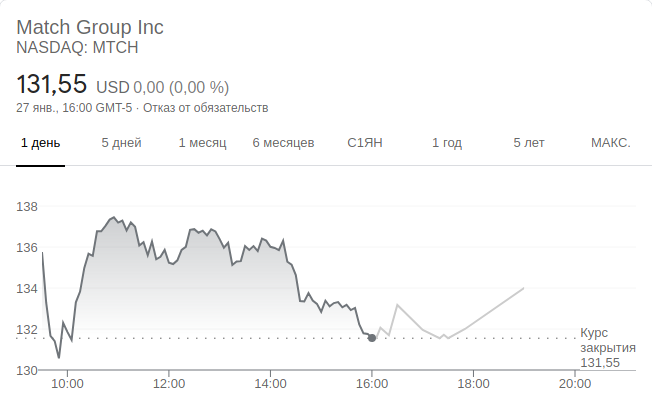 Match Group Inc
NASDAQ: MTCH
131,55 USD 0,00 (0,00 %)
27 янв., 16:00 GMT-5 · Отказ от обязательств
1 день 5 дней 1 месяц 6 месяцев С1ЯН 1 год 5 лет МАКС.
138
136
134
132
130
Курс
закрытия
131,55
10:00 12:00 14:00 16:00 18:00 20:00